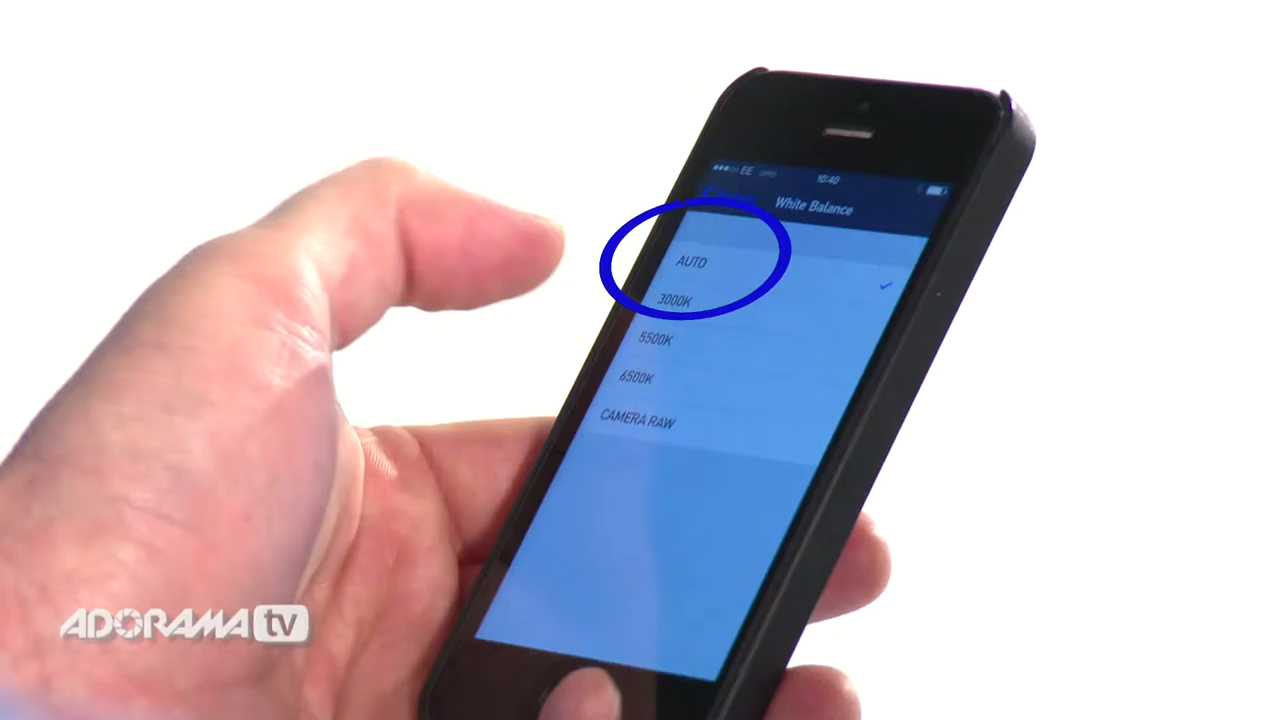 EE 10:40
White Balance
AUTO
3000K
5500K
6500K
CAMERA RAW
ADORAMA tv